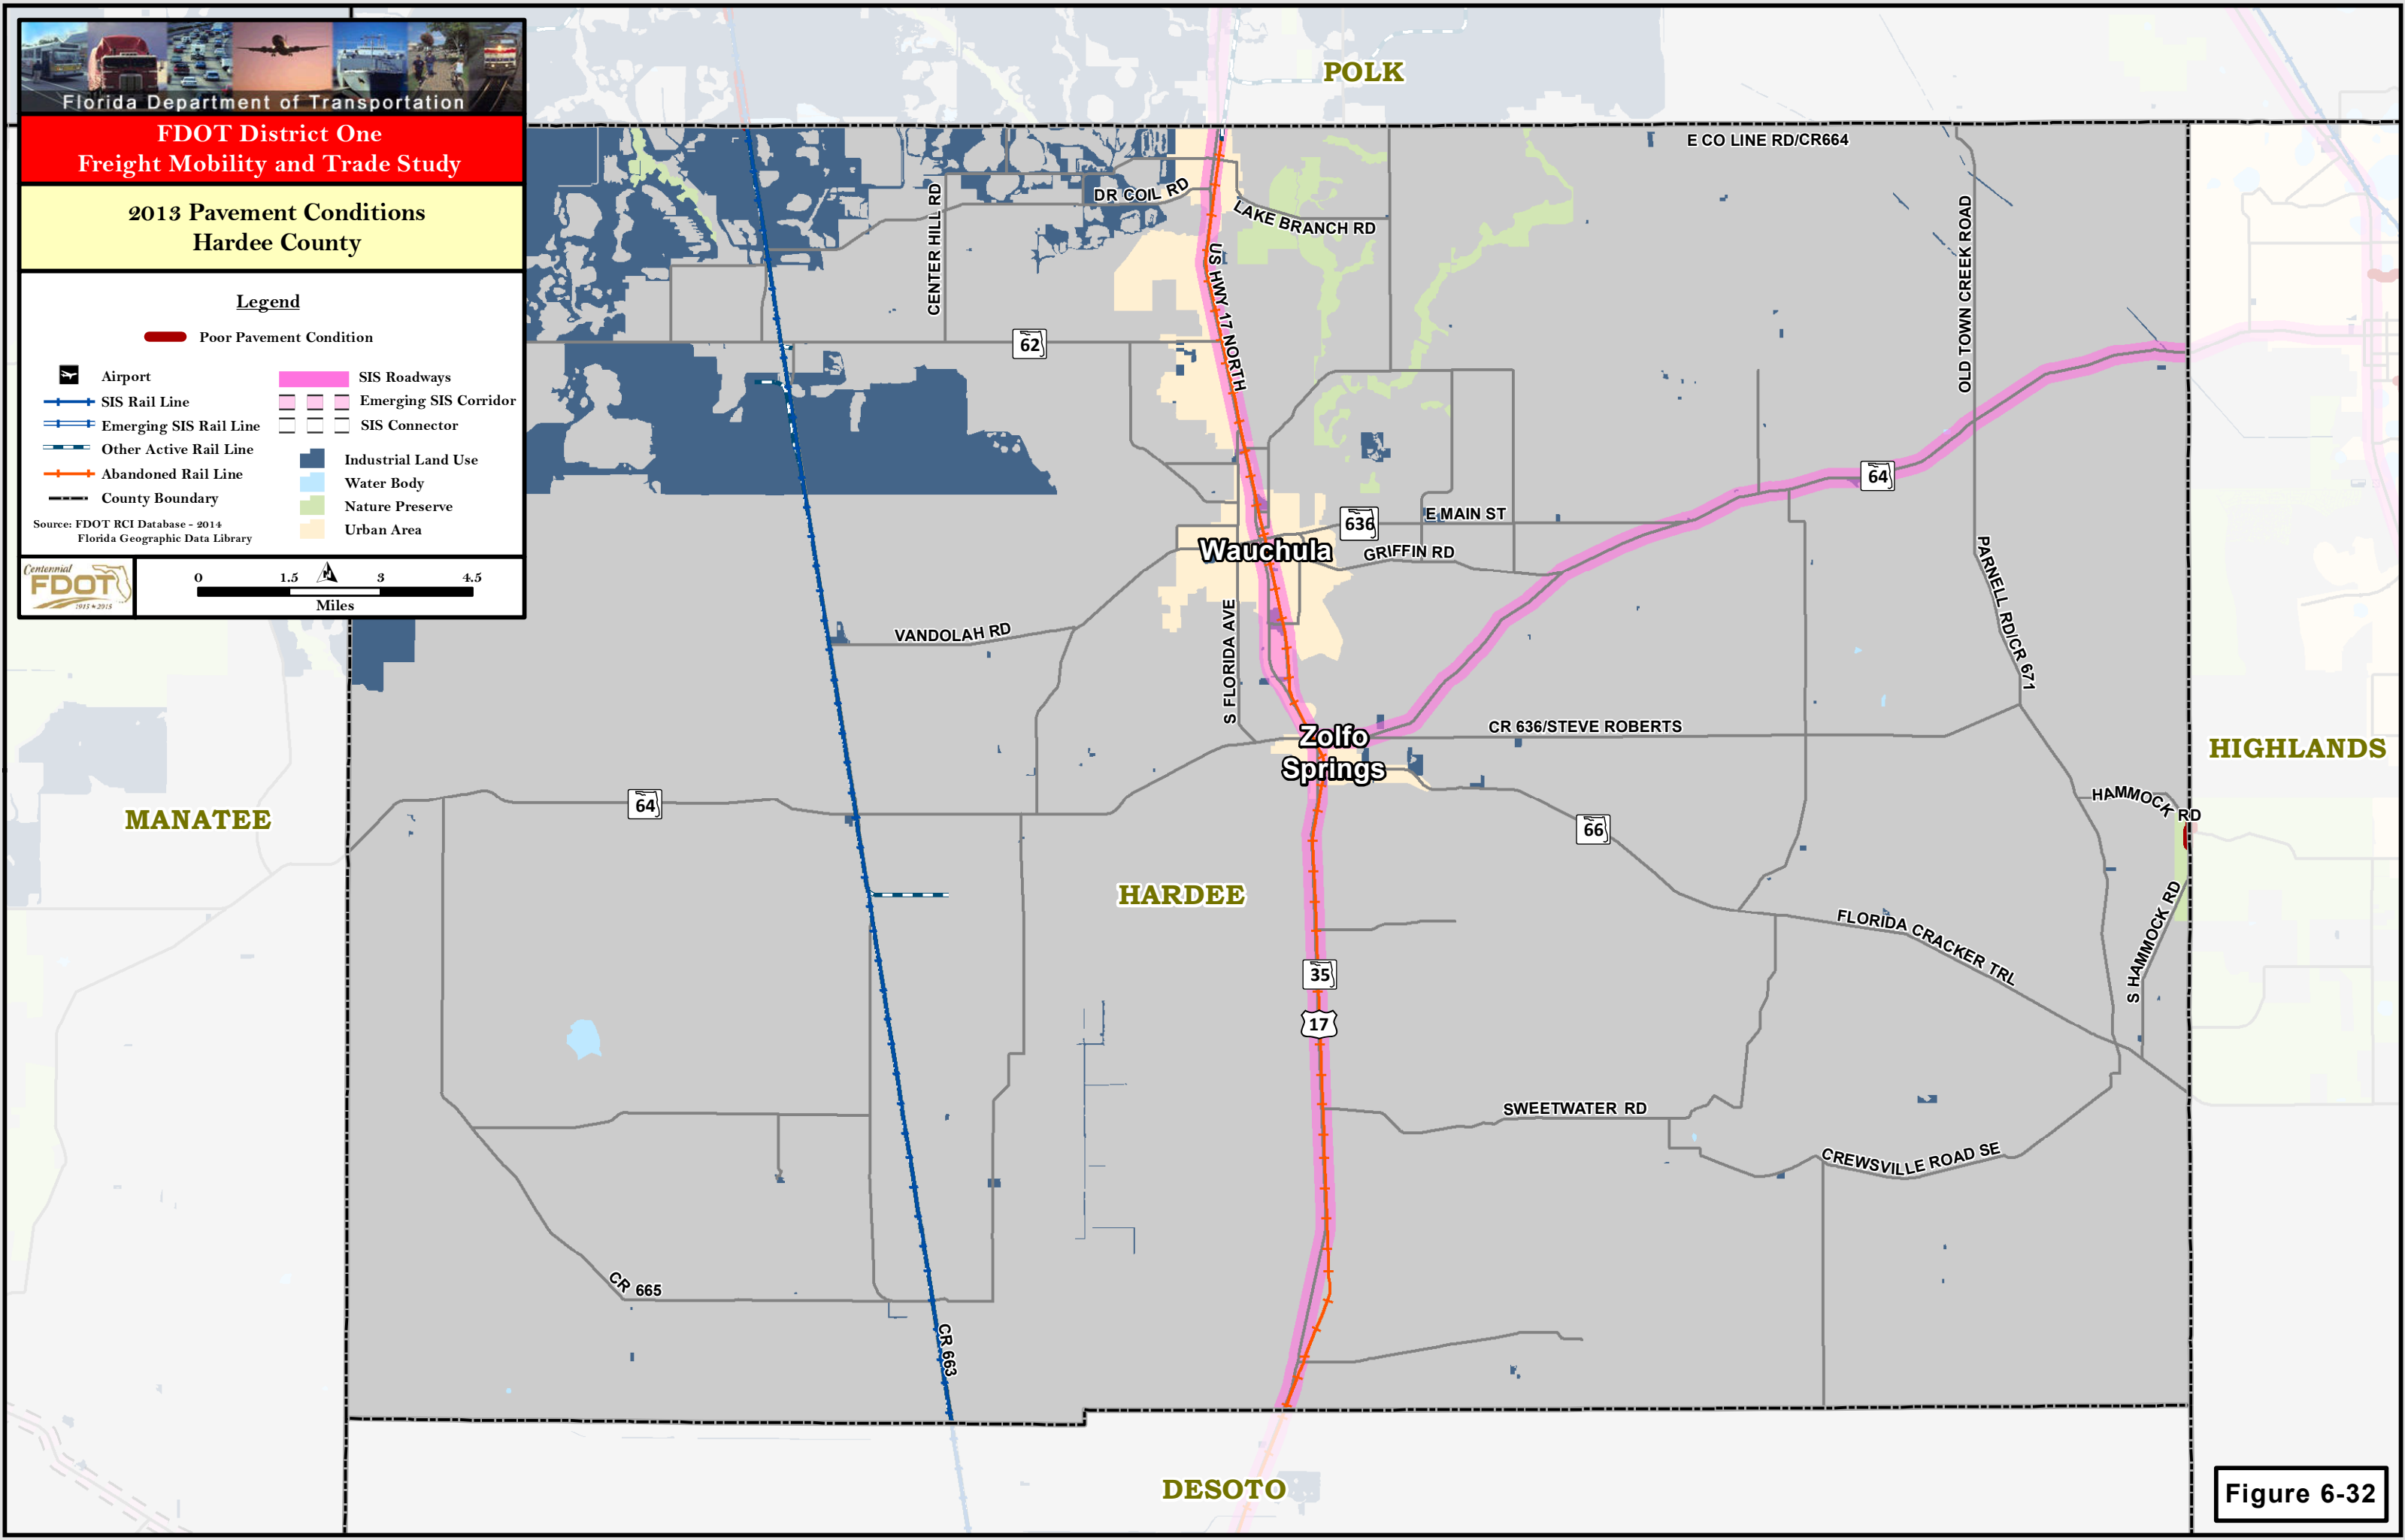 Florida Department of Transportation
FDOT District One
Freight Mobility and Trade Study
2013 Pavement Conditions
Hardee County
Legend
Poor Pavement Condition
Airport
SIS Rail Line
Emerging SIS Rail Line
Other Active Rail Line
Abandoned Rail Line
County Boundary
SIS Roadways
Emerging SIS Corridor
SIS Connector
Industrial Land Use
Water Body
Nature Preserve
Urban Area
Source: FDOT RCI Database - 2014
Florida Geographic Data Library
Centennial
FDOT
1915 * 2015
0 1.5 3 4.5
Miles
POLK
E CO LINE RD/CR664
DR COIL RD
LAKE BRANCH RD
CENTER HILL RD
US HWY 17 NORTH
OLD TOWN CREEK ROAD
62
64
636
E MAIN ST
Wauchula
GRIFFIN RD
PARNELL RD/CR 671
VANDOLAH RD
S FLORIDA AVE
CR 636/STEVE ROBERTS
Zolfo
Springs
HIGHLANDS
HAMMOCK RD
MANATEE
64
66
HARDEE
FLORIDA CRACKER TRL
S HAMMOCK RD
35
17
SWEETWATER RD
CREWSVILLE ROAD SE
CR 665
CR 663
DESOTO
Figure 6-32